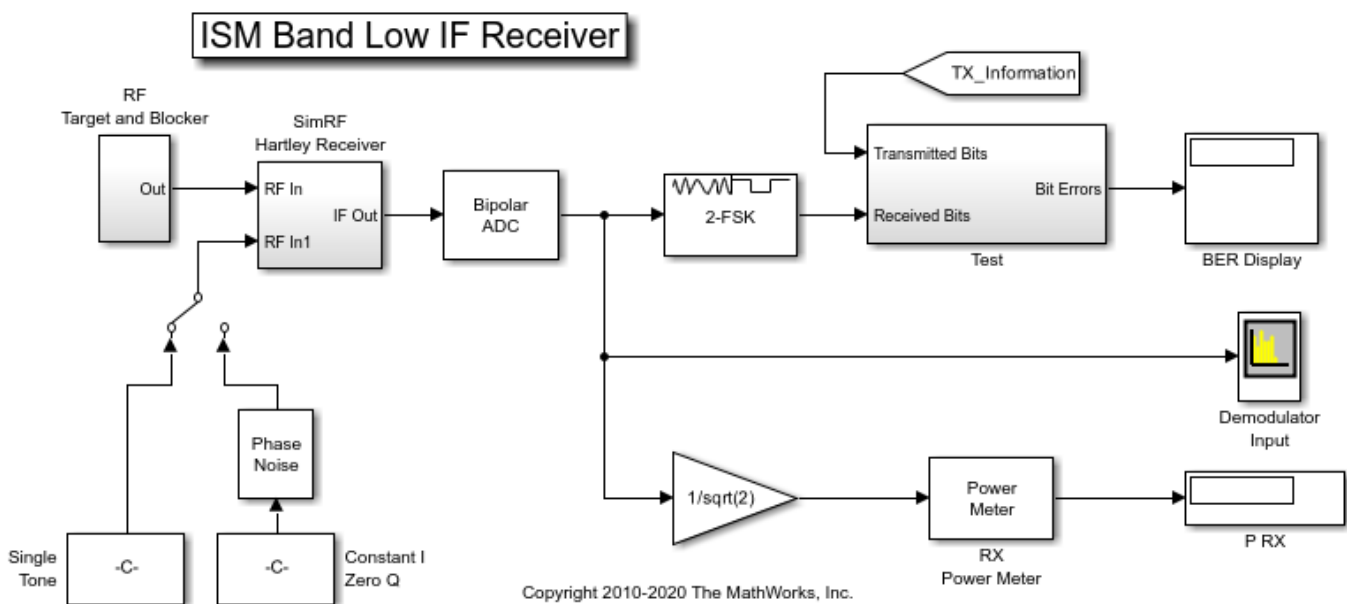 ISM Band Low IF Receiver
TX_Information
RF
Target and Blocker
SimRF
Hartley Receiver
Out
RF In
IF Out
RF In1
Bipolar
ADC
2-FSK
Transmitted Bits
Bit Errors
Received Bits
Test
BER Display
Demodulator
Input
Phase
Noise
1/sqrt(2)
Power
Meter
RX
Power Meter
P RX
Single
Tone
-C-
-C-
Constant I
Zero Q
Copyright 2010-2020 The MathWorks, Inc.